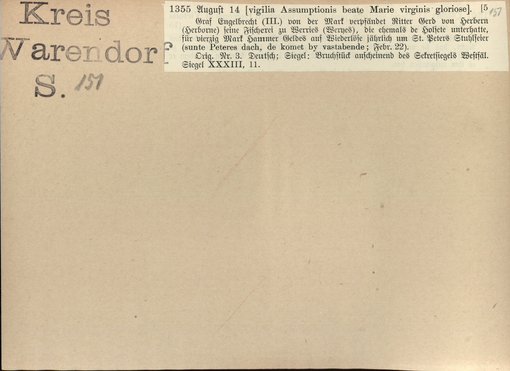 Kreis
Warendorf
S. 151
1355 August 14 [vigilia Assumptionis beate Marie virginis gloriose]. [5
151
Graf Engelbrecht (III.) von der Mark verpfändet Ritter Gerd von Herbern
(Herborne) seine Fischerei zu Werries (Weryes), die ehemals de Hofsete unterhatte,
für vierzig Mark Hammer Geldes auf Wiederlöse jährlich um St. Peters Stuhlfeier
(sunte Peteres dach, de komet by vastabende; Febr. 22).
Orig. Nr. 3. Deutsch; Siegel: Bruchstück anscheinend des Sekretsiegels Westfäl.
Siegel XXXIII, 11.